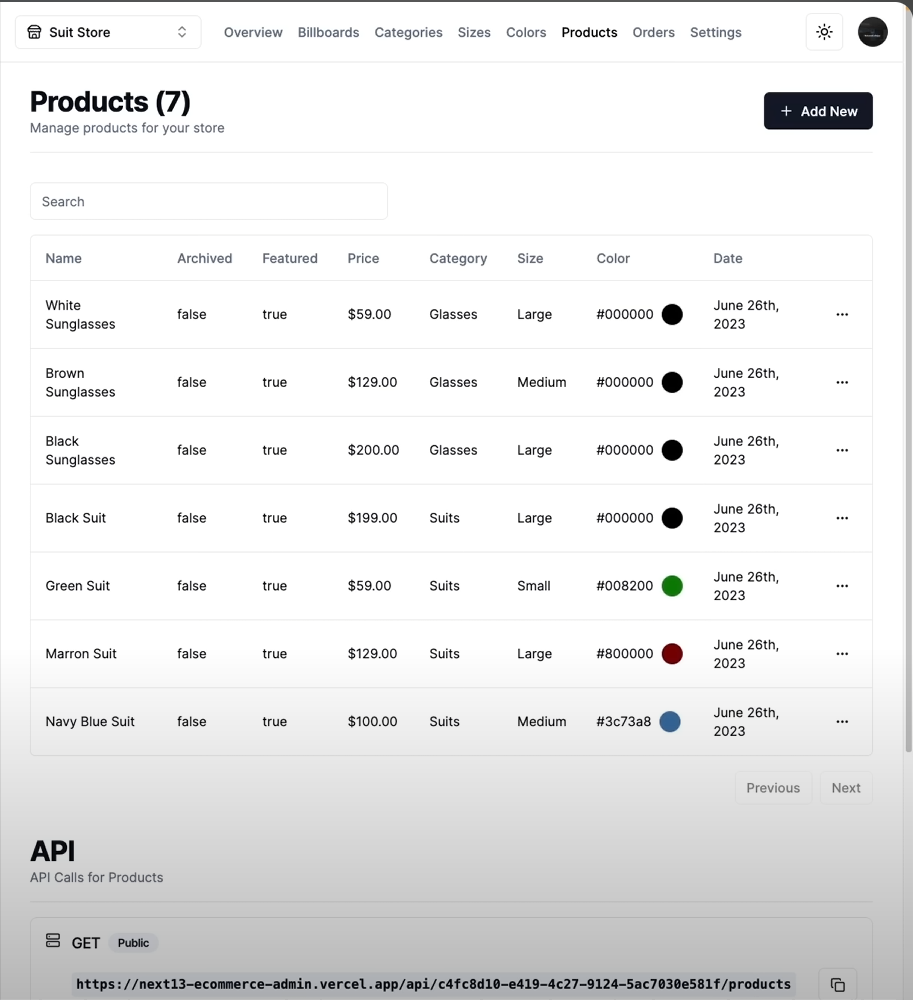 Suit Store Overview Billboards Categories Sizes Colors Products Orders Settings
Products (7)
Manage products for your store
+ Add New
Search
Name Archived Featured Price Category Size Color Date
White
Sunglasses
false true $59.00 Glasses Large #000000
June 26th,
2023
Brown
Sunglasses
false true $129.00 Glasses Medium #000000
June 26th,
2023
Black
Sunglasses
false true $200.00 Glasses Large #000000
June 26th,
2023
Black Suit false true $199.00 Suits Large #000000
June 26th,
2023
Green Suit false true $59.00 Suits Small #008200
June 26th,
2023
Marron Suit false true $129.00 Suits Large #800000
June 26th,
2023
Navy Blue Suit false true $100.00 Suits Medium #3c73a8
June 26th,
2023
Previous Next
API
API Calls for Products
GET Public
https://next13-ecommerce-admin.vercel.app/api/c4fc8d10-e419-4c27-9124-5ac7030e581f/products